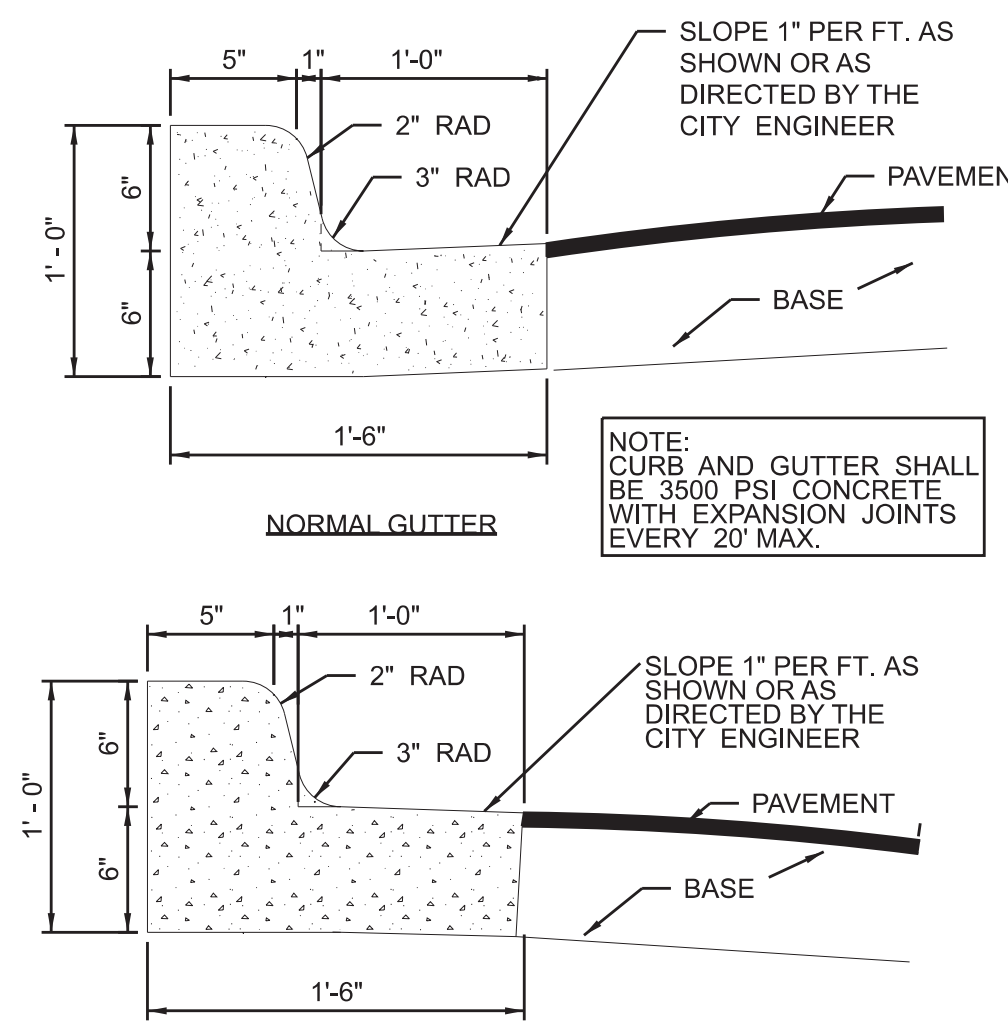 5" 1" 1'-0"
SLOPE 1" PER FT. AS
SHOWN OR AS
DIRECTED BY THE
CITY ENGINEER
2" RAD
3" RAD
PAVEMEN
1' - 0"
6"
6"
BASE
1'-6"
NORMAL GUTTER
NOTE:
CURB AND GUTTER SHALL
BE 3500 PSI CONCRETE
WITH EXPANSION JOINTS
EVERY 20' MAX.
5" 1" 1'-0"
SLOPE 1" PER FT. AS
SHOWN OR AS
DIRECTED BY THE
CITY ENGINEER
2" RAD
3" RAD
PAVEMENT
1' - 0"
6"
6"
BASE
1'-6"